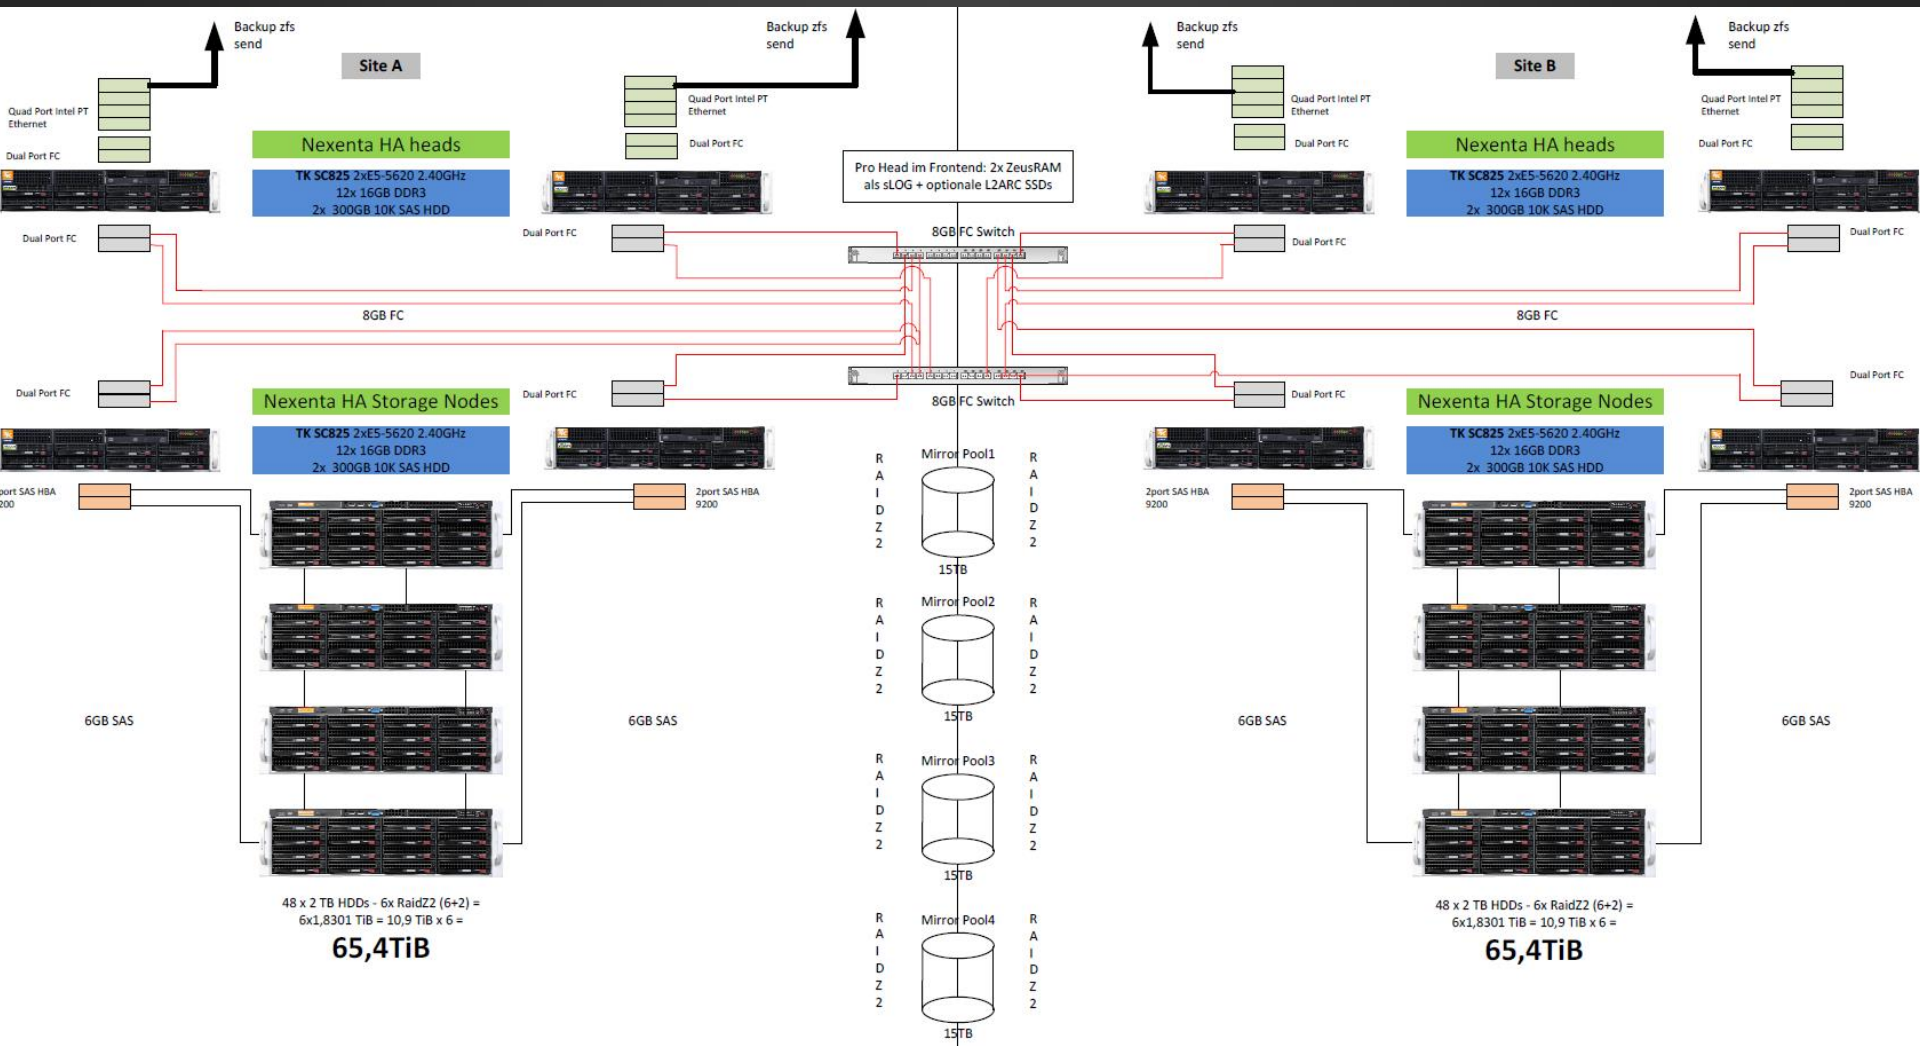 Backup zfs
send
Backup zfs
send
Backup zfs
send
Backup zfs
send
Site A
Site B
Quad Port Intel PT
Ethernet
Quad Port Intel PT
Ethernet
Quad Port Intel PT
Ethernet
Quad Port Intel PT
Ethernet
Dual Port FC
Nexenta HA heads
Dual Port FC
Dual Port FC
Nexenta HA heads
Dual Port FC
TK SC825 2xE5-5620 2.40GHz
12x 16GB DDR3
2x 300GB 10K SAS HDD
Pro Head im Frontend: 2x ZeusRAM
als sLOG + optionale L2ARC SSDs
TK SC825 2xE5-5620 2.40GHz
12x 16GB DDR3
2x 300GB 10K SAS HDD
Dual Port FC
Dual Port FC
8GB FC Switch
Dual Port FC
Dual Port FC
8GB FC
8GB FC
Dual Port FC
Nexenta HA Storage Nodes
Dual Port FC
8GB FC Switch
Dual Port FC
Nexenta HA Storage Nodes
Dual Port FC
TK SC825 2xE5-5620 2.40GHz
12x 16GB DDR3
2x 300GB 10K SAS HDD
TK SC825 2xE5-5620 2.40GHz
12x 16GB DDR3
2x 300GB 10K SAS HDD
port SAS HBA
200
2port SAS HBA
9200
2port SAS HBA
9200
2port SAS HBA
9200
RAIDZ2
Mirror Pool1
RAIDZ2
15TB
RAIDZ2
Mirror Pool2
RAIDZ2
15TB
6GB SAS
6GB SAS
6GB SAS
6GB SAS
RAIDZ2
Mirror Pool3
RAIDZ2
15TB
RAIDZ2
Mirror Pool4
RAIDZ2
15TB
48 x 2 TB HDDs - 6x RaidZ2 (6+2) =
6x1,8301 TiB = 10,9 TiB x 6 =
65,4TiB
48 x 2 TB HDDs - 6x RaidZ2 (6+2) =
6x1,8301 TiB = 10,9 TiB x 6 =
65,4TiB